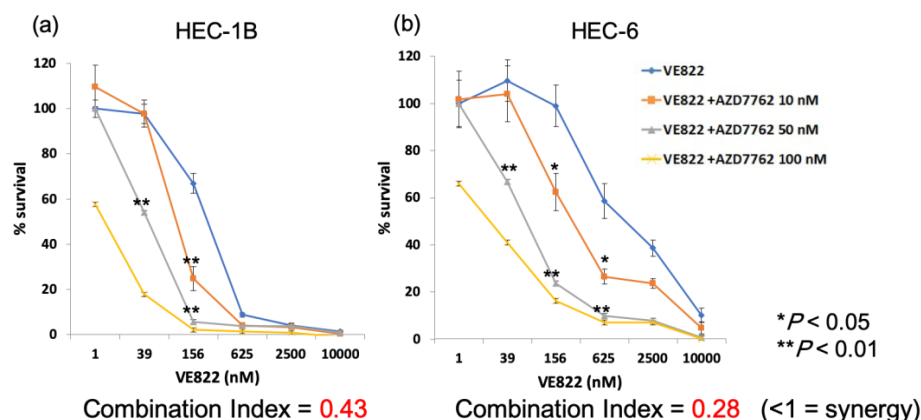 (a)
HEC-1B
120
100
80
60
40
20
0
% survival
**
**
**
1 39 156 625 2500 10000
VE822 (nM)
Combination Index = 0.43
(b)
HEC-6
120
100
80
60
40
20
0
% survival
**
*
**
*
**
1 39 156 625 2500 10000
VE822 (nM)
Combination Index = 0.28 (<1 = synergy)
VE822
VE822 +AZD7762 10 nM
VE822 +AZD7762 50 nM
VE822 +AZD7762 100 nM
*P < 0.05
**P < 0.01